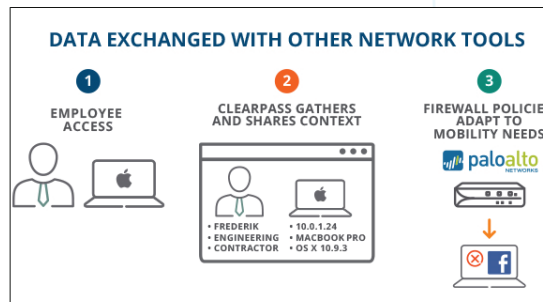 DATA EXCHANGED WITH OTHER NETWORK TOOLS
1
EMPLOYEE
ACCESS
2
CLEARPASS GATHERS
AND SHARES CONTEXT
• FREDERIK
• ENGINEERING
• CONTRACTOR
• 10.0.1.24
• MACBOOK PRO
• OS X 10.9.3
3
FIREWALL POLICIE
ADAPT TO
MOBILITY NEEDS
paloalto
NETWORKS
f